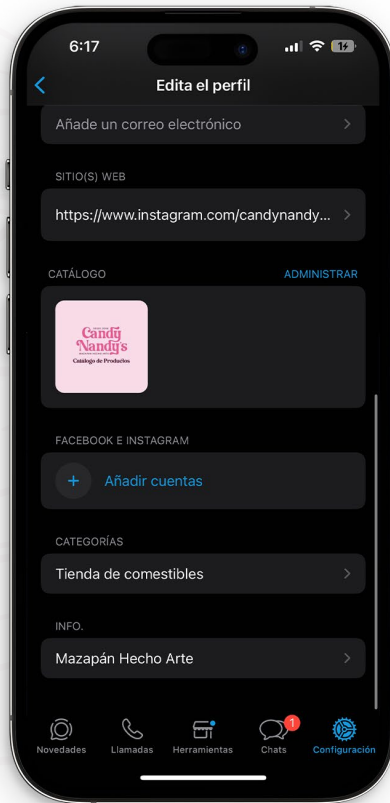 6:17
14
Edita el perfil
Añade un correo electrónico
SITIO(S) WEB
https://www.instagram.com/candynandy...
CATÁLOGO
ADMINISTRAR
Candy
Nandy's
Catálogo de Productos
FACEBOOK E INSTAGRAM
+ Añadir cuentas
CATEGORÍAS
Tienda de comestibles
INFO.
Mazapán Hecho Arte
1
Novedades Llamadas Herramientas Chats Configuración